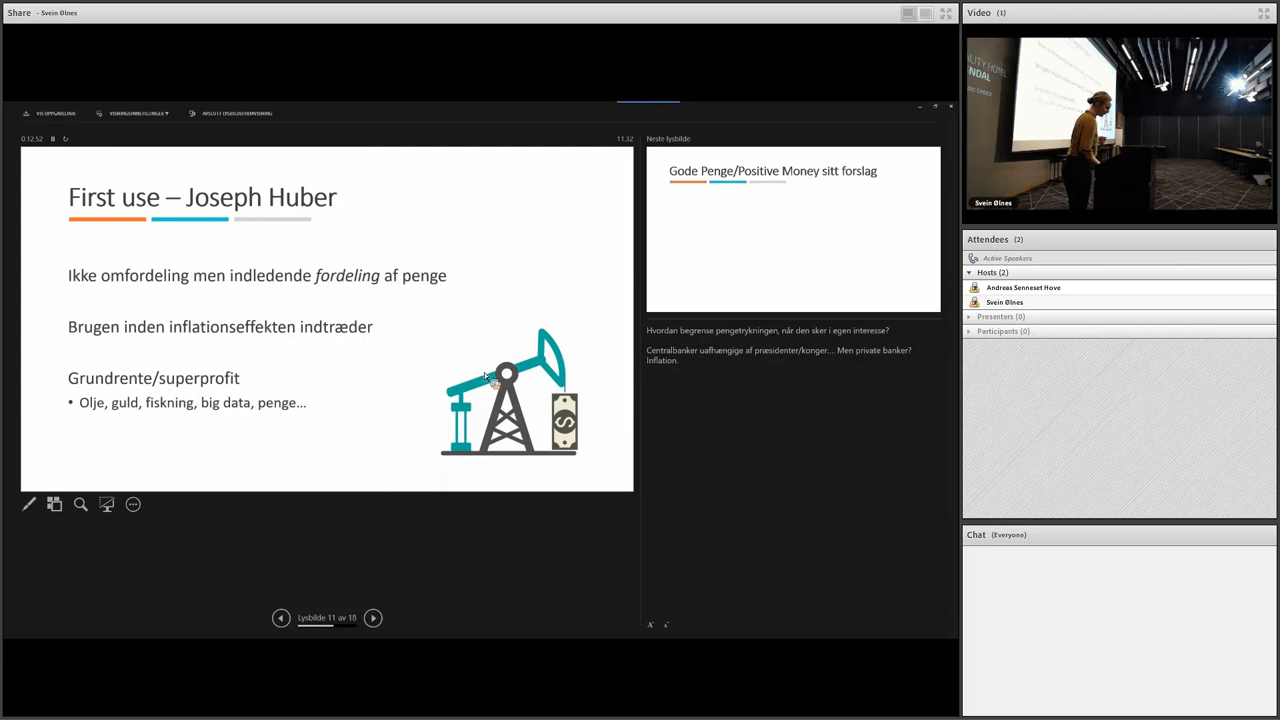 Share - Svein Ølnes
VIS OPPGAVELINJE
AVSLUTT LYSBILDEFREMVISNING
0.12.52
11.32
First use – Joseph Huber
Ikke omfordeling men indledende fordeling af penge
Brugen inden inflationseffekten indtræder
Grundrente/superprofit
• Olje, guld, fiskning, big data, penge...
Lysbilde 11 av 18
Neste lysbilde
Gode Penge/Positive Money sitt forslag
Hvordan begrense pengetrykningen, når den sker i egen interesse?
Centralbanker uafhængige af præsidenter/konger.... Men private banker?
Inflation.
Video (1)
Svein Ølnes
Attendees (2)
Active Speakers
Hosts (2)
Andreas Senneset Hove
Svein Ølnes
Presenters (0)
Participants (0)
Chat (Everyone)